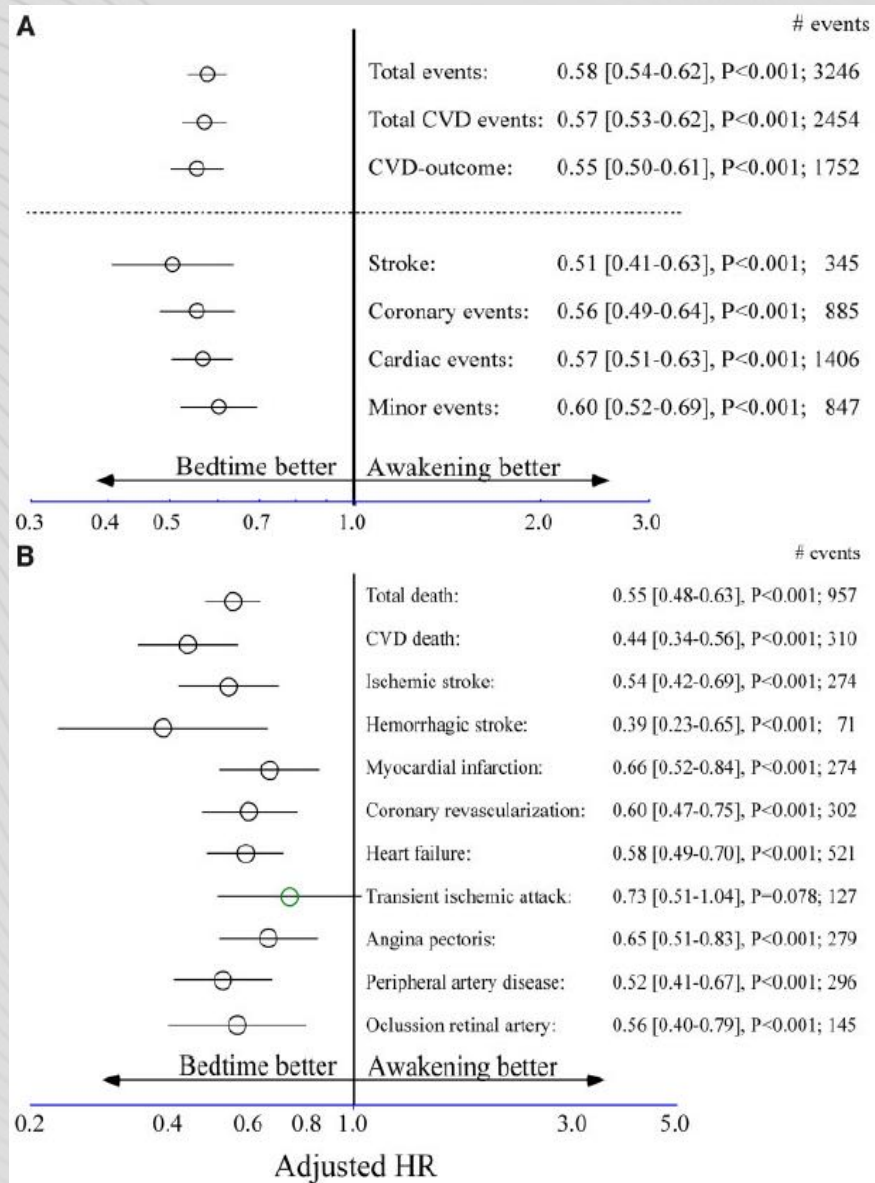 A
# events
Total events: 0.58 [0.54-0.62], P<0.001; 3246
Total CVD events: 0.57 [0.53-0.62], P<0.001; 2454
CVD-outcome: 0.55 [0.50-0.61], P<0.001; 1752
Stroke: 0.51 [0.41-0.63], P<0.001; 345
Coronary events: 0.56 [0.49-0.64], P<0.001; 885
Cardiac events: 0.57 [0.51-0.63], P<0.001; 1406
Minor events: 0.60 [0.52-0.69], P<0.001; 847
Bedtime better Awakening better
0.3 0.4 0.5 0.7 1.0 2.0 3.0
B
# events
Total death: 0.55 [0.48-0.63], P<0.001; 957
CVD death: 0.44 [0.34-0.56], P<0.001; 310
Ischemic stroke: 0.54 [0.42-0.69], P<0.001; 274
Hemorrhagic stroke: 0.39 [0.23-0.65], P<0.001; 71
Myocardial infarction: 0.66 [0.52-0.84], P<0.001; 274
Coronary revascularization: 0.60 [0.47-0.75], P<0.001; 302
Heart failure: 0.58 [0.49-0.70], P<0.001; 521
Transient ischemic attack: 0.73 [0.51-1.04], P=0.078; 127
Angina pectoris: 0.65 [0.51-0.83], P<0.001; 279
Peripheral artery disease: 0.52 [0.41-0.67], P<0.001; 296
Oclussion retinal artery: 0.56 [0.40-0.79], P<0.001; 145
Bedtime better Awakening better
0.2 0.4 0.6 0.8 1.0 3.0 5.0
Adjusted HR